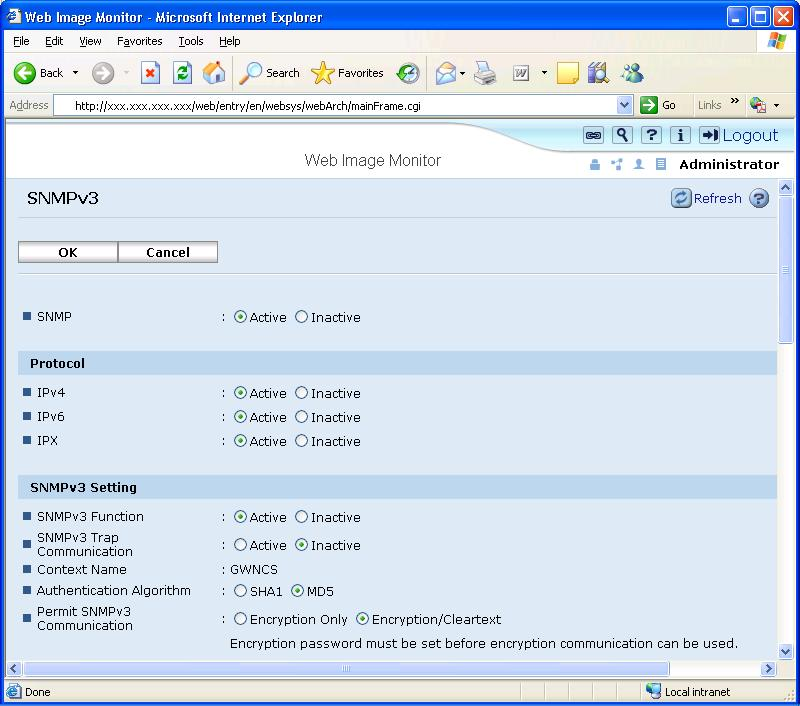 Web Image Monitor - Microsoft Internet Explorer
File Edit View Favorites Tools Help
Back Search Favorites W
Address http://xxx.xxx.xxx.xxx/web/entry/en/websys/webArch/mainFrame.cgi Go Links »
? i Logout
Web Image Monitor
Administrator
SNMPv3 Refresh ?
OK Cancel
SNMP : Active Inactive
Protocol
IPv4 : Active Inactive
IPv6 : Active Inactive
IPX : Active Inactive
SNMPv3 Setting
SNMPv3 Function : Active Inactive
SNMPv3 Trap
Communication : Active Inactive
Context Name : GWNCS
Authentication Algorithm : SHA1 MD5
Permit SNMPv3
Communication : Encryption Only Encryption/Cleartext
Encryption password must be set before encryption communication can be used.
Done Local intranet